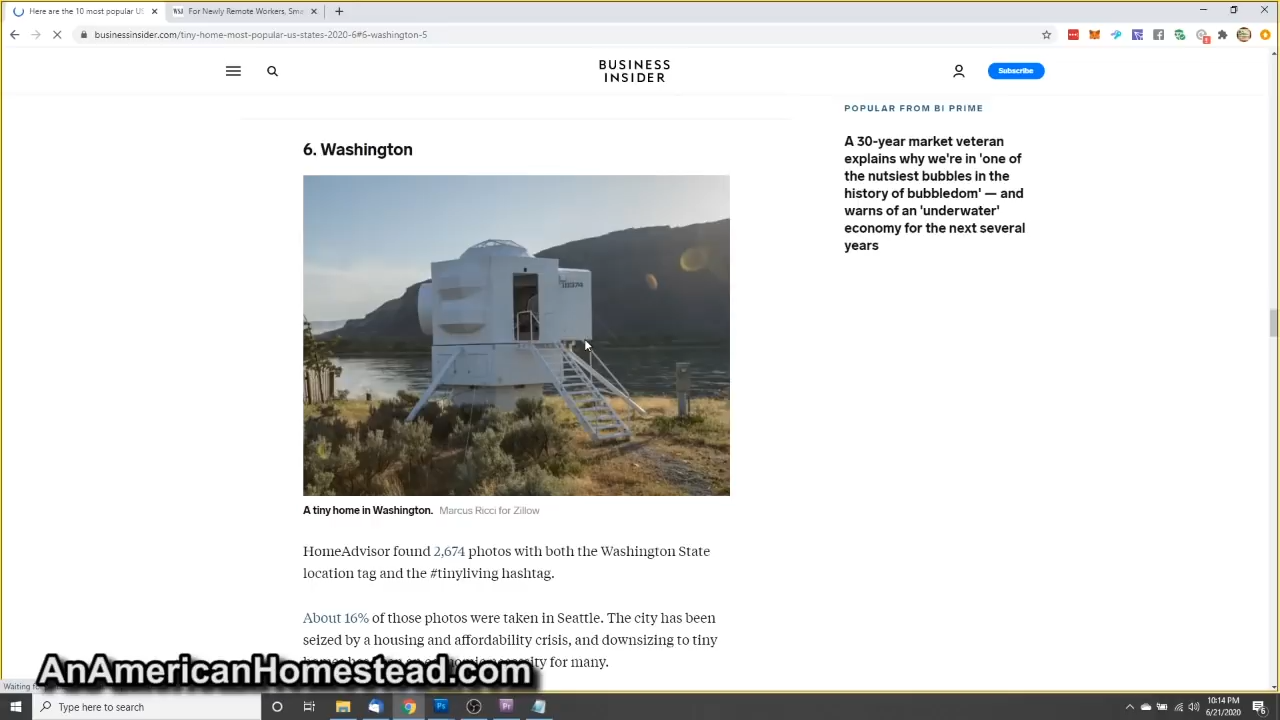 Here are the 10 most popular US
WSJ For Newly Remote Workers, Sma
businessinsider.com/tiny-home-most-popular-us-states-2020-6#6-washington-5
BUSINESS
INSIDER
Subscribe
6. Washington
A tiny home in Washington. Marcus Ricci for Zillow
HomeAdvisor found 2,674 photos with both the Washington State
location tag and the #tinyliving hashtag.
About 16% of those photos were taken in Seattle. The city has been
seized by a housing and affordability crisis, and downsizing to tiny
necessity for many.
POPULAR FROM BI PRIME
A 30-year market veteran
explains why we're in 'one of
the nutsiest bubbles in the
history of bubbledom' — and
warns of an 'underwater'
economy for the next several
years
AnAmericanHomestead.com
Type here to search
10:14 PM
6/21/2020